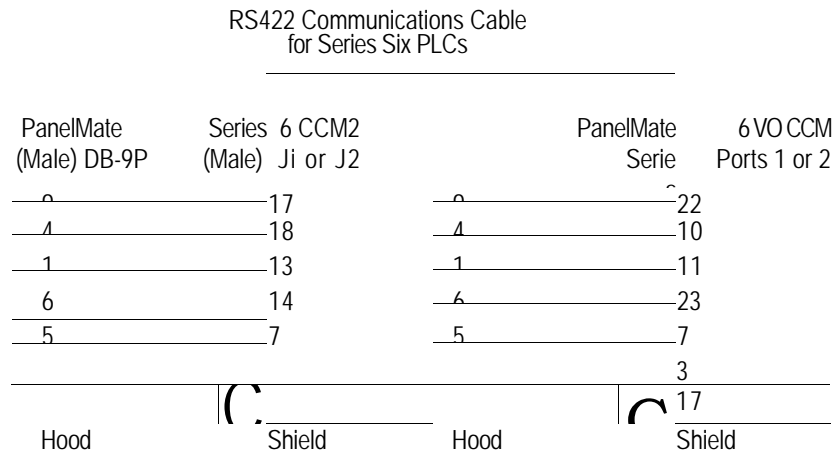 RS422 Communications Cable
for Series Six PLCs
PanelMate Series 6 CCM2 PanelMate 6 VO CCM
(Male) DB-9P (Male) Ji or J2 Serie Ports 1 or 2
17 22
4 18 4 10
1 13 1 11
6 14 6 23
5 7 5 7
3
C C 17
Hood Shield Hood Shield